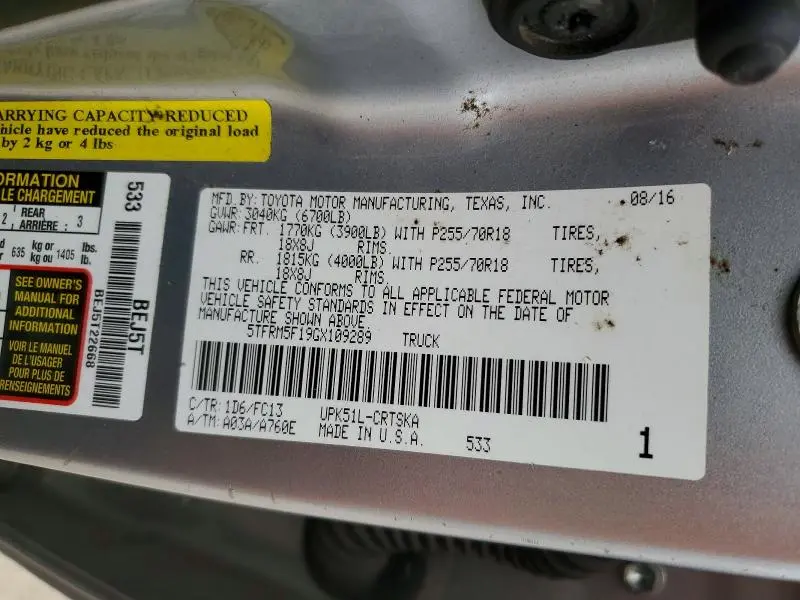 ARRYING CAPACITY REDUCED
hicle have reduced the original load
by 2 kg or 4 lbs
ORMATION
LE CHARGEMENT
2 | REAR ARRIÈRE : 3
635 kg or kg ou 1405 lbs. lb.
SEE OWNER'S
MANUAL FOR
ADDITIONAL
INFORMATION
VOIR LE MANUEL
DE L'USAGER
POUR PLUS DE
RENSEIGNEMENTS
533
BEJ5T
BEJ5T22668
MFD.BY:TOYOTA MOTOR MANUFACTURING, TEXAS, INC. 08/16
GVWR:3040KG (6700LB)
GAWR:FRT. 1770KG (3900LB) WITH P255/70R18 TIRES,
18X8J RIMS
RR. 1815KG (4000LB) WITH P255/70R18 TIRES,
18X8J RIMS
THIS VEHICLE CONFORMS TO ALL APPLICABLE FEDERAL MOTOR
VEHICLE SAFETY STANDARDS IN EFFECT ON THE DATE OF
MANUFACTURE SHOWN ABOVE
5TFRM5F19GX109289 TRUCK
C/TR:1D6/FC13 UPK51L-CRTSKA
A/TM:A03A/A760E MADE IN U.S.A. 533
1